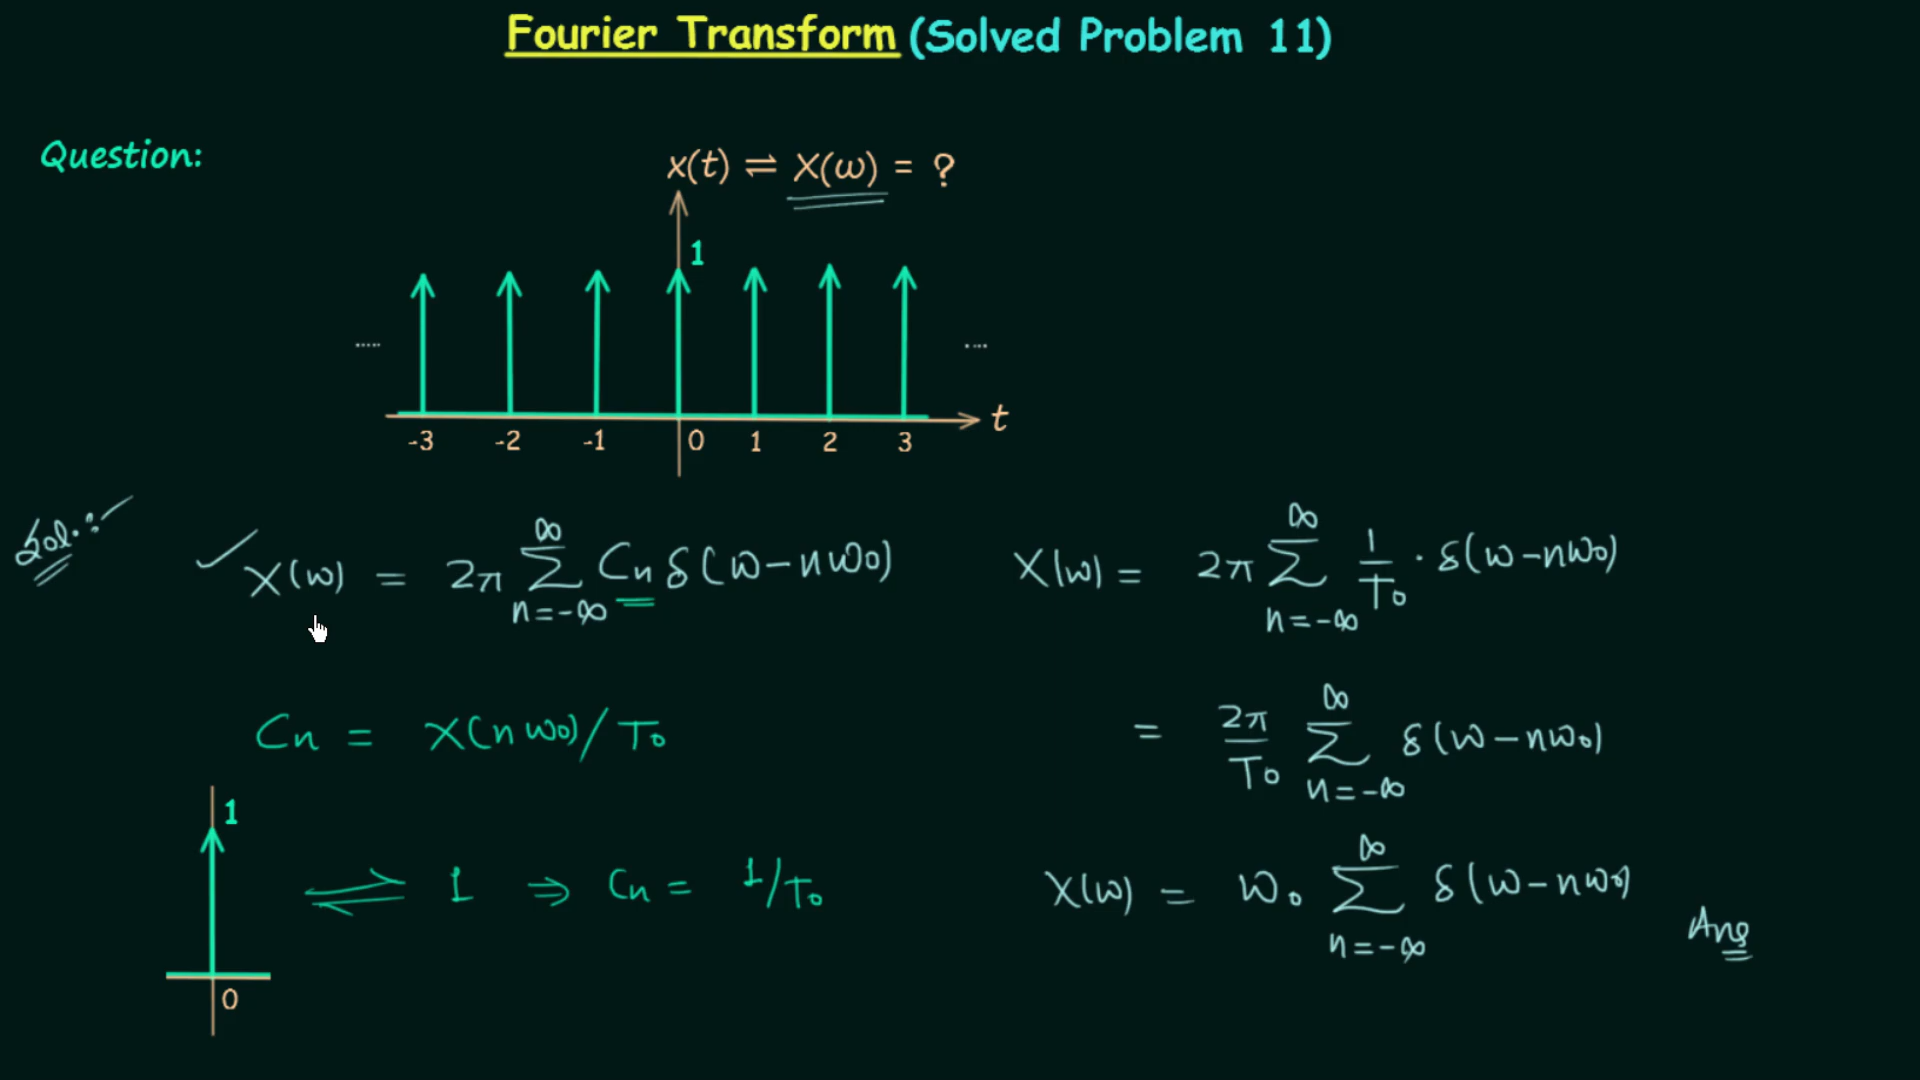 Fourier Transform (Solved Problem 11)
Question:
x(t) ⇌ X(ω) = ?
1
..... ....
-3 -2 -1 0 1 2 3 t
Sol.:
X(ω) = 2π ∑_{n=-∞}^{∞} Cn δ(ω-nω₀)
Cn = X(nω₀)/T₀
1
⇌ 1 ⇒ Cn = 1/T₀
0
X(ω) = 2π ∑_{n=-∞}^{∞} 1/T₀ · δ(ω-nω₀)
= 2π/T₀ ∑_{n=-∞}^{∞} δ(ω-nω₀)
X(ω) = ω₀ ∑_{n=-∞}^{∞} δ(ω-nω₀)
Ans